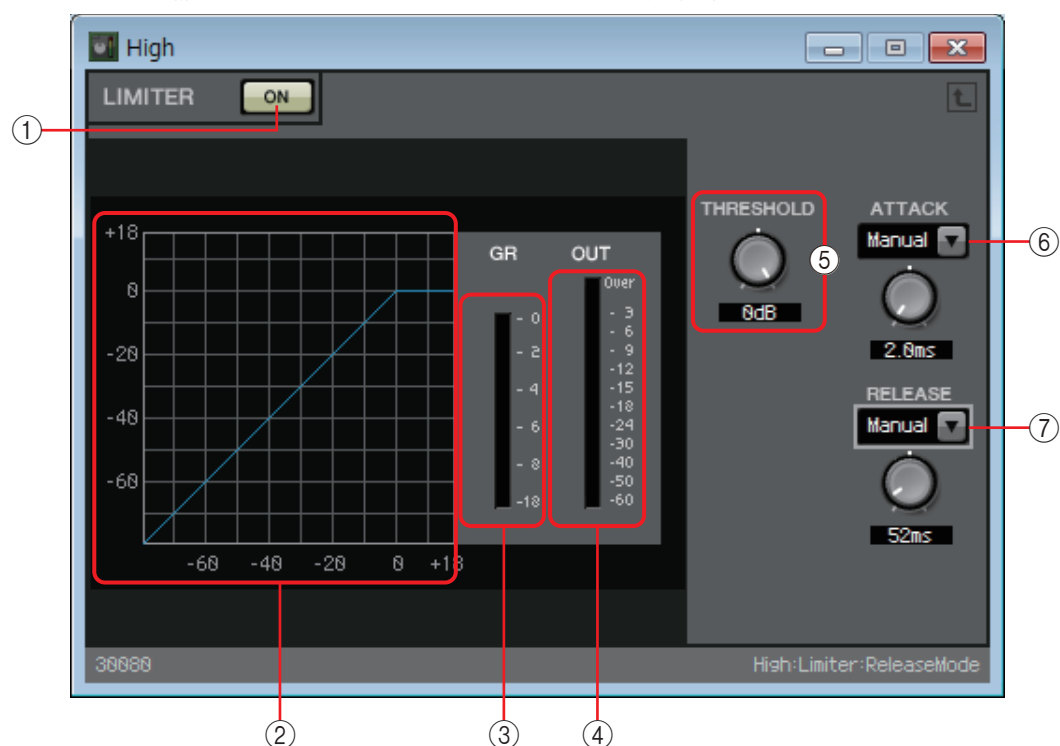 High
LIMITER ON
①
THRESHOLD ATTACK
Manual
⑥
⑤
0dB
2.0ms
RELEASE
Manual
⑦
52ms
+18
0
-20
-40
-60
-60 -40 -20 0 +18
GR OUT
- 0
- 2
- 4
- 6
- 8
-18
Over
- 3
- 6
- 9
-12
-15
-18
-24
-30
-40
-50
-60
30080 High:Limiter:ReleaseMode
② ③ ④